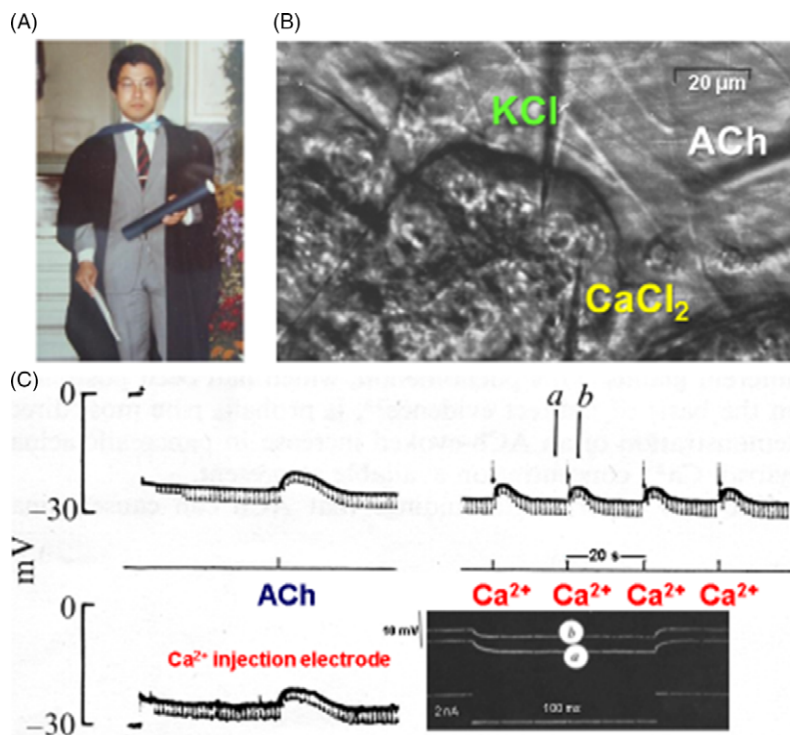 (A)
(B)
20 µm
KCl
ACh
CaCl₂
(C)
0
a b
−30
mV
20 s
ACh
Ca²⁺ Ca²⁺ Ca²⁺ Ca²⁺
0
10 mV
b
a
Ca²⁺ injection electrode
2 nA
100 ms
−30